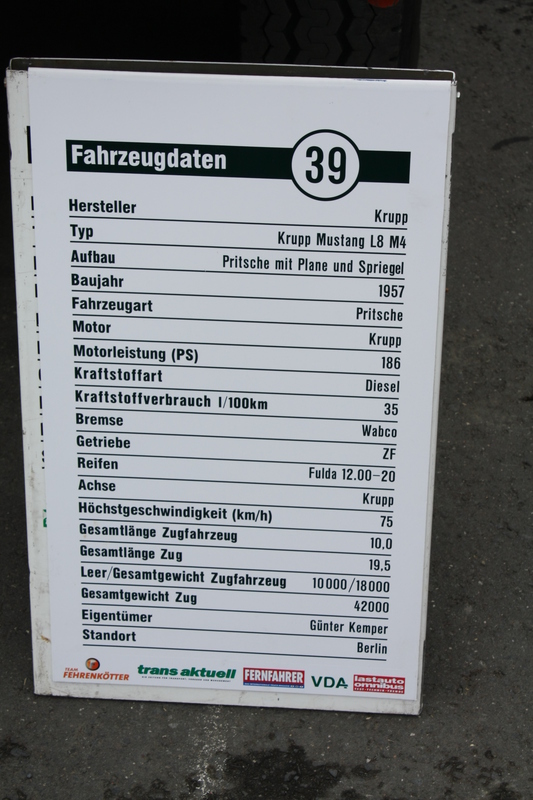 Fahrzeugdaten 39
Hersteller Krupp
Typ Krupp Mustang L8 M4
Aufbau Pritsche mit Plane und Spriegel
Baujahr 1957
Fahrzeugart Pritsche
Motor Krupp
Motorleistung (PS) 186
Kraftstoffart Diesel
Kraftstoffverbrauch l/100km 35
Bremse Wabco
Getriebe ZF
Reifen Fulda 12.00–20
Achse Krupp
Höchstgeschwindigkeit (km/h) 75
Gesamtlänge Zugfahrzeug 10,0
Gesamtlänge Zug 19,5
Leer/Gesamtgewicht Zugfahrzeug 10000/18000
Gesamtgewicht Zug 42000
Eigentümer Günter Kemper
Standort Berlin
TEAM FEHRENKÖTTER
trans aktuell
FERNFAHRER
VDA
lastauto omnibus